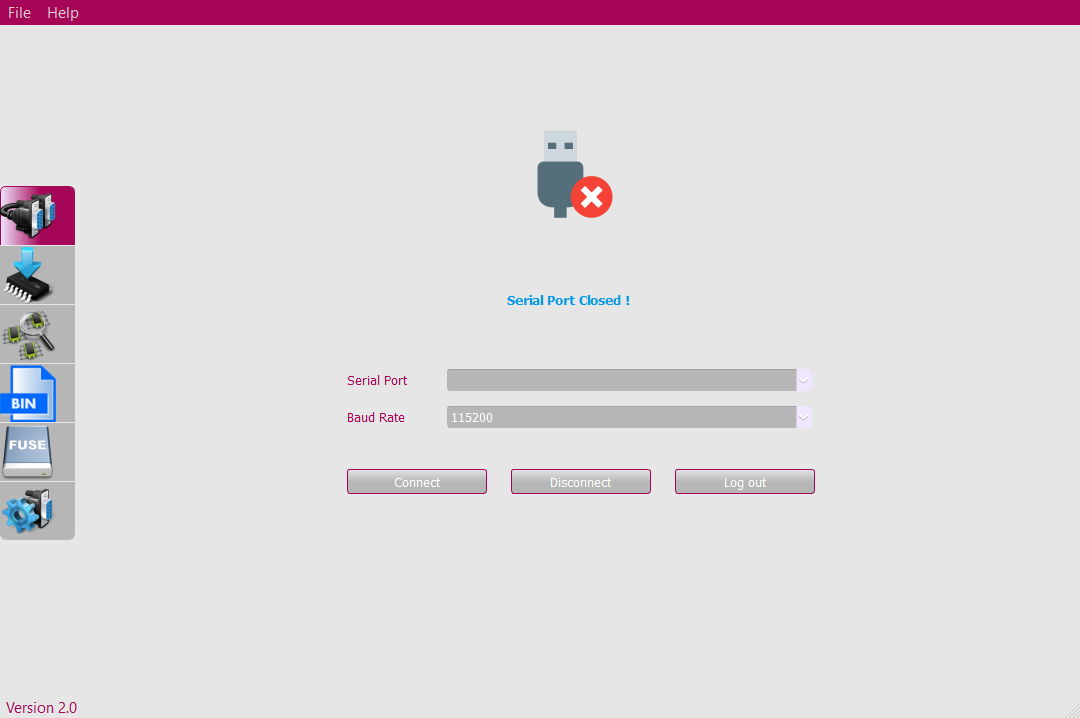 File Help
BIN
FUSE
Serial Port Closed !
Serial Port
Baud Rate 115200
Connect Disconnect Log out
Version 2.0